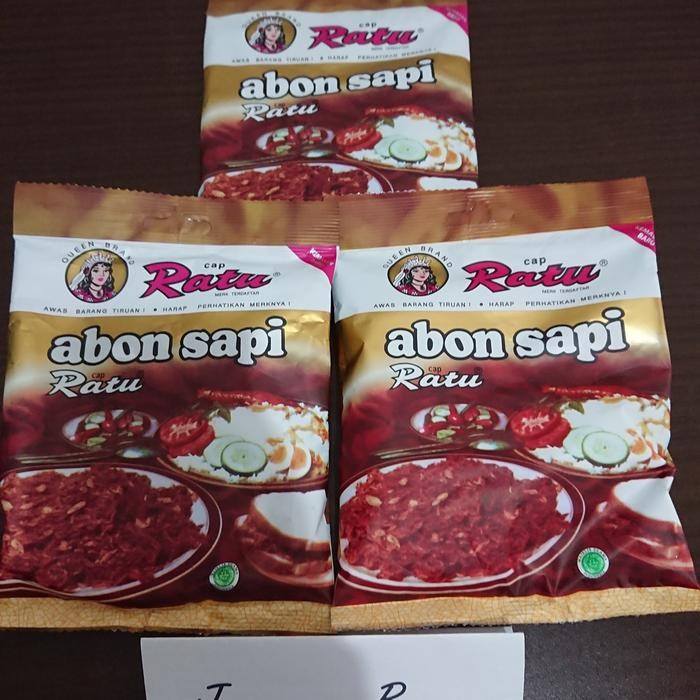 QUEEN BRAND
cap
Ratu®
MERK TERDAFTAR
AWAS BARANG TIRUAN ! • HARAP PERHATIKAN MERKNYA !
abon sapi
cap
Ratu®
QUEEN BRAND
cap
Ratu®
MERK TERDAFTAR
AWAS BARANG TIRUAN ! • HARAP PERHATIKAN MERKNYA !
abon sapi
cap
Ratu®
QUEEN BRAND
cap
Ratu®
MERK TERDAFTAR
AWAS BARANG TIRUAN ! • HARAP PERHATIKAN MERKNYA !
abon sapi
cap
Ratu®